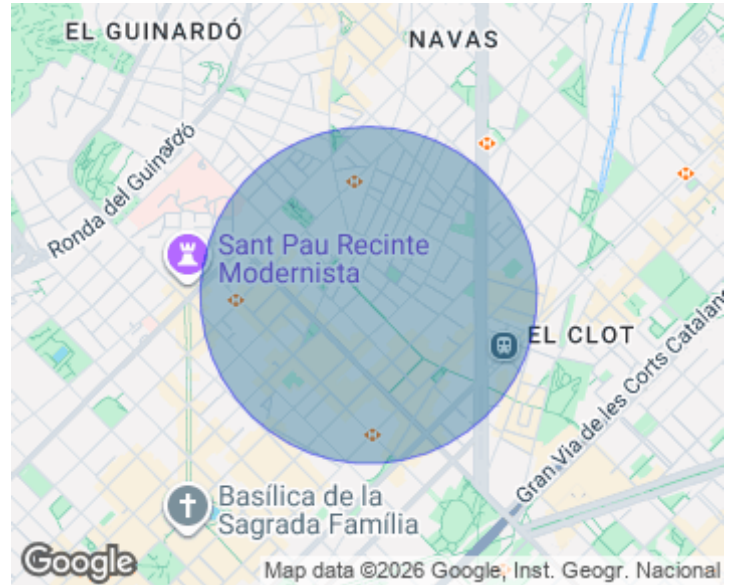 EL GUINARDÓ
NAVAS
Ronda del Guinardó
Sant Pau Recinte
Modernista
EL CLOT
Gran Via de les Corts Catalane
Basílica de la
Sagrada Família
Google
Map data ©2026 Google, Inst. Geogr. Nacional